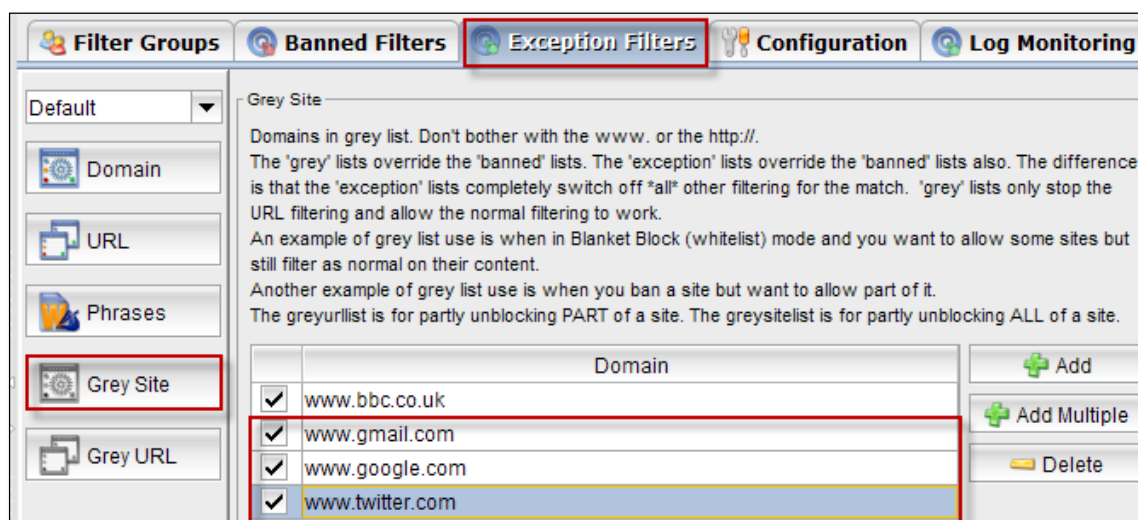 Filter Groups
Banned Filters
Exception Filters
Configuration
Log Monitoring
Default
Domain
URL
Phrases
Grey Site
Grey URL
Grey Site
Domains in grey list. Don't bother with the www. or the http://.
The 'grey' lists override the 'banned' lists. The 'exception' lists override the 'banned' lists also. The difference
is that the 'exception' lists completely switch off *all* other filtering for the match. 'grey' lists only stop the
URL filtering and allow the normal filtering to work.
An example of grey list use is when in Blanket Block (whitelist) mode and you want to allow some sites but
still filter as normal on their content.
Another example of grey list use is when you ban a site but want to allow part of it.
The greyurllist is for partly unblocking PART of a site. The greysitelist is for partly unblocking ALL of a site.
Domain
www.bbc.co.uk
www.gmail.com
www.google.com
www.twitter.com
Add
Add Multiple
Delete